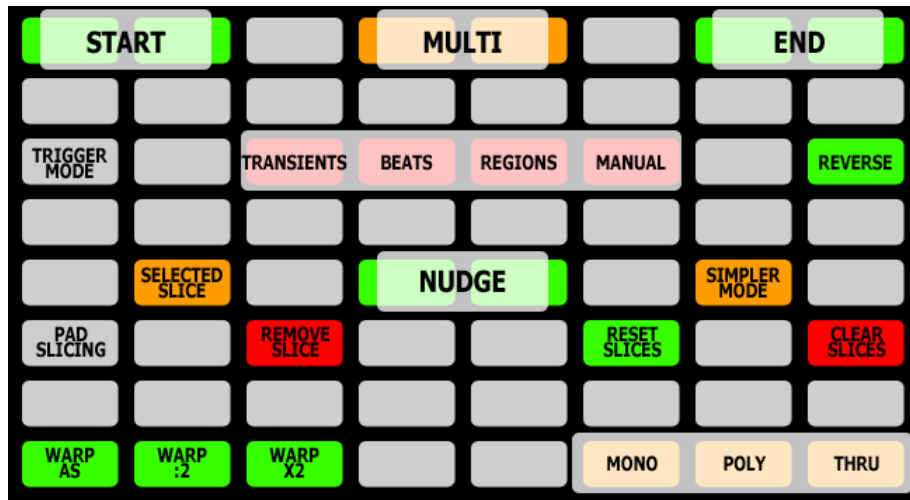 START MULTI END
TRIGGER
MODE
TRANSIENTS BEATS REGIONS MANUAL
REVERSE
SELECTED
SLICE
NUDGE
SIMPLER
MODE
PAD
SLICING
REMOVE
SLICE
RESET
SLICES
CLEAR
SLICES
WARP
AS
WARP
:2
WARP
X2
MONO POLY THRU